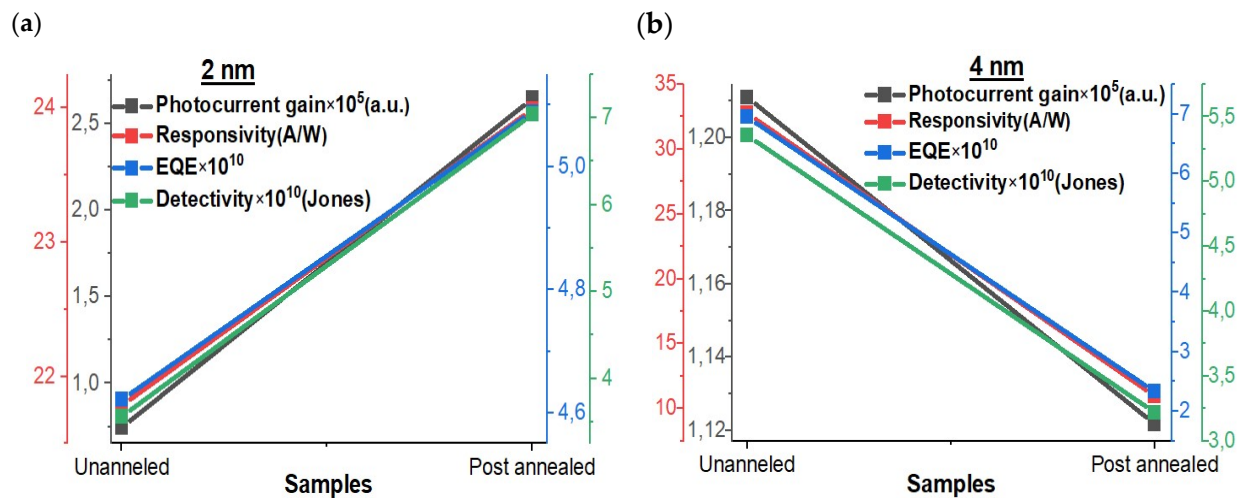 (a)
2 nm
Photocurrent gain×10⁵(a.u.)
Responsivity(A/W)
EQE×10¹⁰
Detectivity×10¹⁰(Jones)
24
23
22
2,5
2,0
1,5
1,0
5,0
4,8
4,6
7
6
5
4
Unanneled
Post annealed
Samples
(b)
4 nm
Photocurrent gain×10⁵(a.u.)
Responsivity(A/W)
EQE×10¹⁰
Detectivity×10¹⁰(Jones)
35
30
25
20
15
10
1,20
1,18
1,16
1,14
1,12
7
6
5
4
3
2
5,5
5,0
4,5
4,0
3,5
3,0
Unannealed
Post annealed
Samples